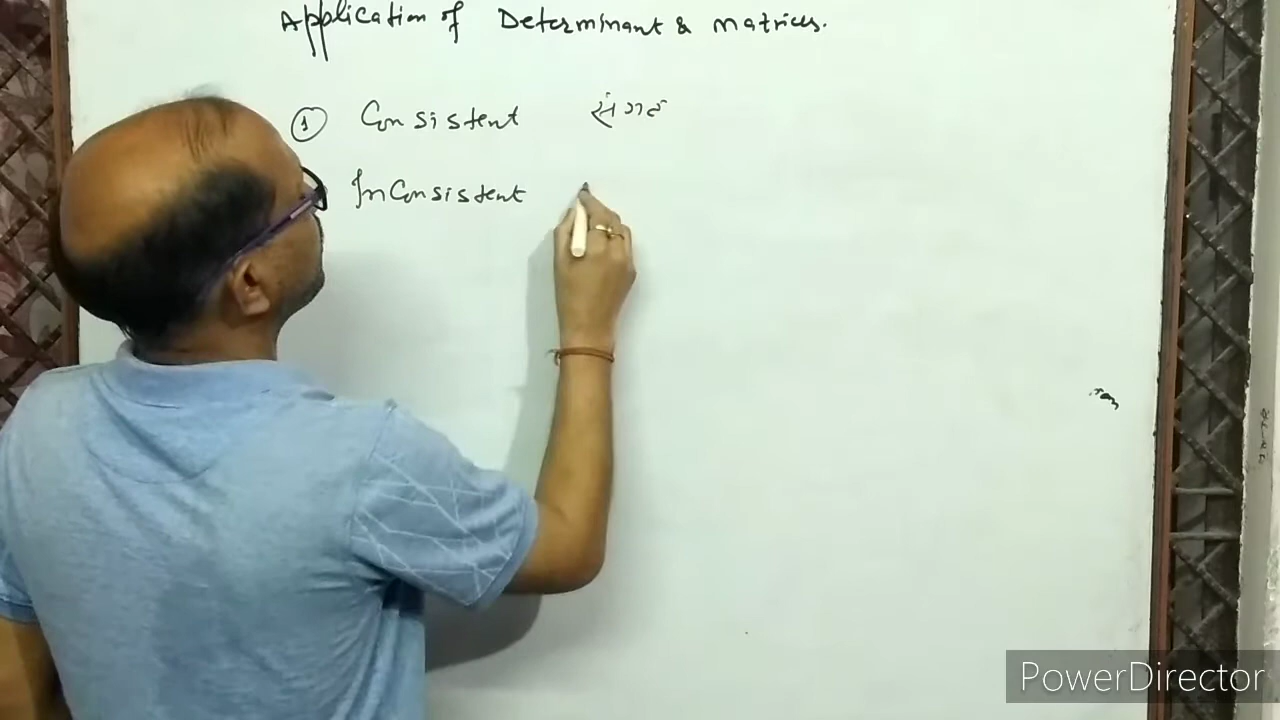 Application of Determinant & matrices.
① Consistent संगत
InConsistent
PowerDirector